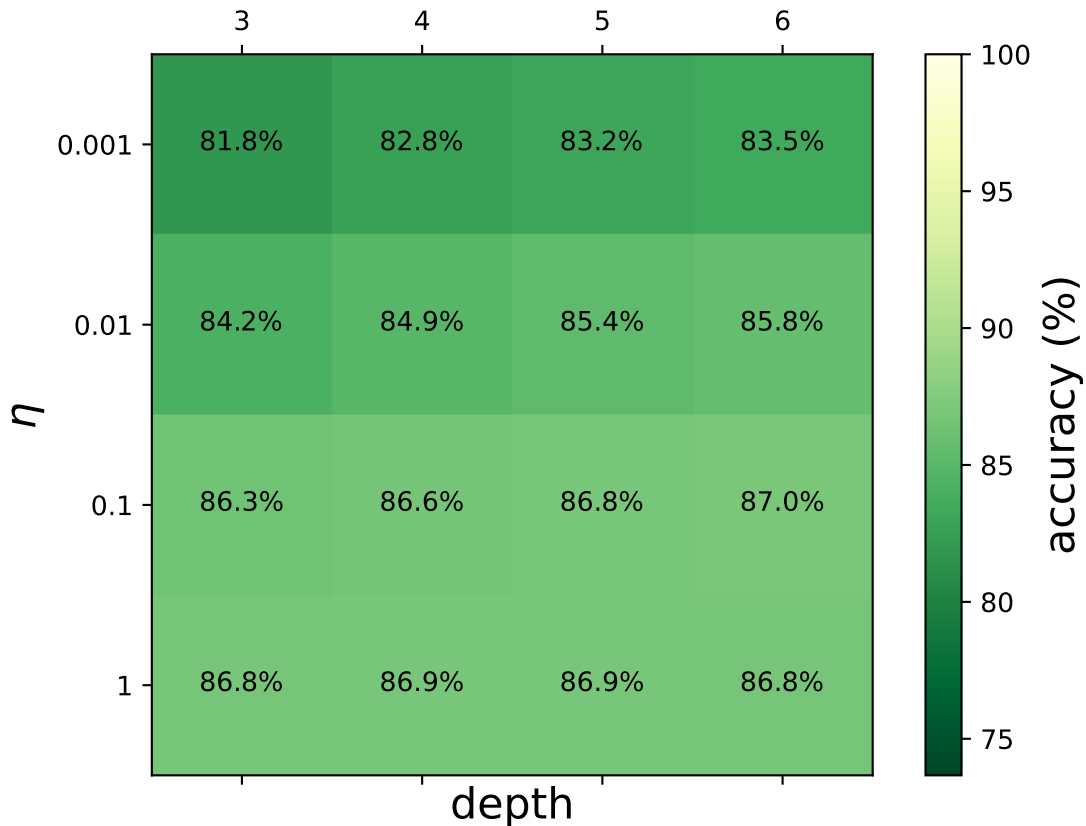 3 4 5 6
0.001 81.8% 82.8% 83.2% 83.5%
0.01 84.2% 84.9% 85.4% 85.8%
0.1 86.3% 86.6% 86.8% 87.0%
1 86.8% 86.9% 86.9% 86.8%
η
depth
100
95
90
85
80
75
accuracy (%)